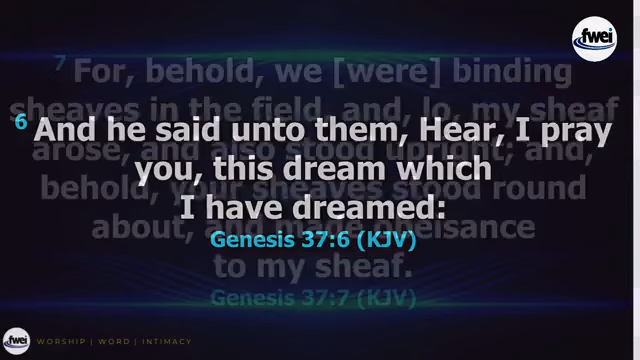 fwei
7 For, behold, we [were] binding
sheaves in the field, and, lo, my sheaf
arose, and also stood upright; and,
behold, your sheaves stood round
about, and made obeisance
to my sheaf.
Genesis 37:7 (KJV)
6 And he said unto them, Hear, I pray
you, this dream which
I have dreamed:
Genesis 37:6 (KJV)
fwei
WORSHIP | WORD | INTIMACY